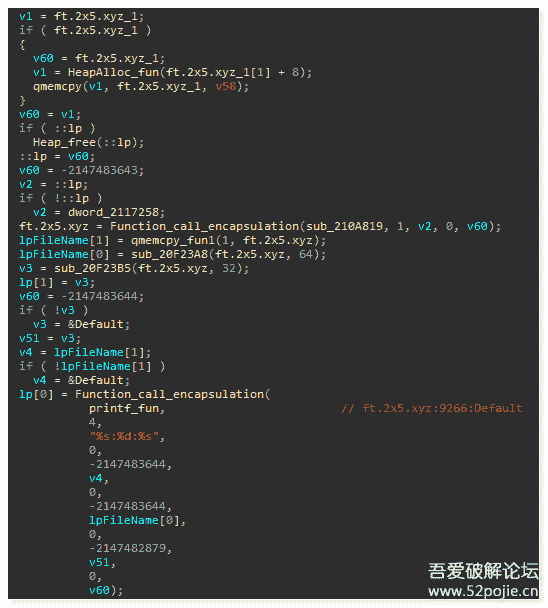 v1 = ft.2x5.xyz_1;
if ( ft.2x5.xyz_1 )
{
  v60 = ft.2x5.xyz_1;
  v1 = HeapAlloc_fun(ft.2x5.xyz_1[1] + 8);
  qmemcpy(v1, ft.2x5.xyz_1, v58);
}
v60 = v1;
if ( ::lp )
  Heap_free(::lp);
::lp = v60;
v60 = -2147483643;
v2 = ::lp;
if ( !::lp )
  v2 = dword_2117258;
ft.2x5.xyz = Function_call_encapsulation(sub_210A819, 1, v2, 0, v60);
lpFileName[1] = qmemcpy_fun1(1, ft.2x5.xyz);
lpFileName[0] = sub_20F23A8(ft.2x5.xyz, 64);
v3 = sub_20F23B5(ft.2x5.xyz, 32);
lp[1] = v3;
v60 = -2147483644;
if ( !v3 )
  v3 = &Default;
v51 = v3;
v4 = lpFileName[1];
if ( !lpFileName[1] )
  v4 = &Default;
lp[0] = Function_call_encapsulation(
          printf_fun,                         // ft.2x5.xyz:9266:Default
          4,
          "%s:%d:%s",
          0,
          -2147483644,
          v4,
          0,
          -2147483644,
          lpFileName[0],
          0,
          -2147482879,
          v51,
          0,
          v60);
吾爱破解论坛
www.52pojie.cn